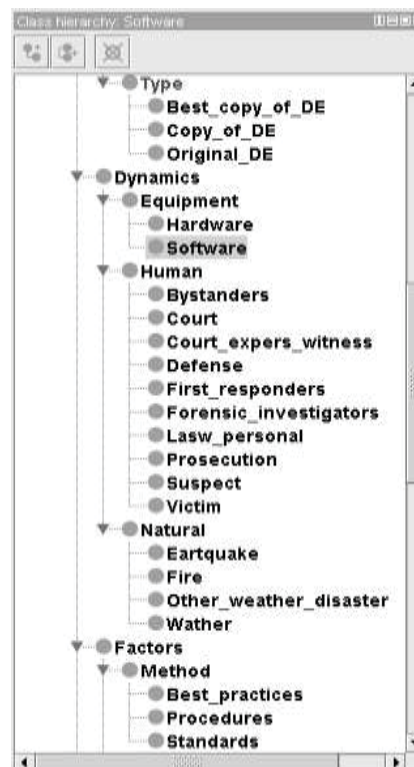 Class hierarchy: Software
Type
Best_copy_of_DE
Copy_of_DE
Original_DE
Dynamics
Equipment
Hardware
Software
Human
Bystanders
Court
Court_expers_witness
Defense
First_responders
Forensic_investigators
Lasw_personal
Prosecution
Suspect
Victim
Natural
Eartquake
Fire
Other_weather_disaster
Wather
Factors
Method
Best_practices
Procedures
Standards